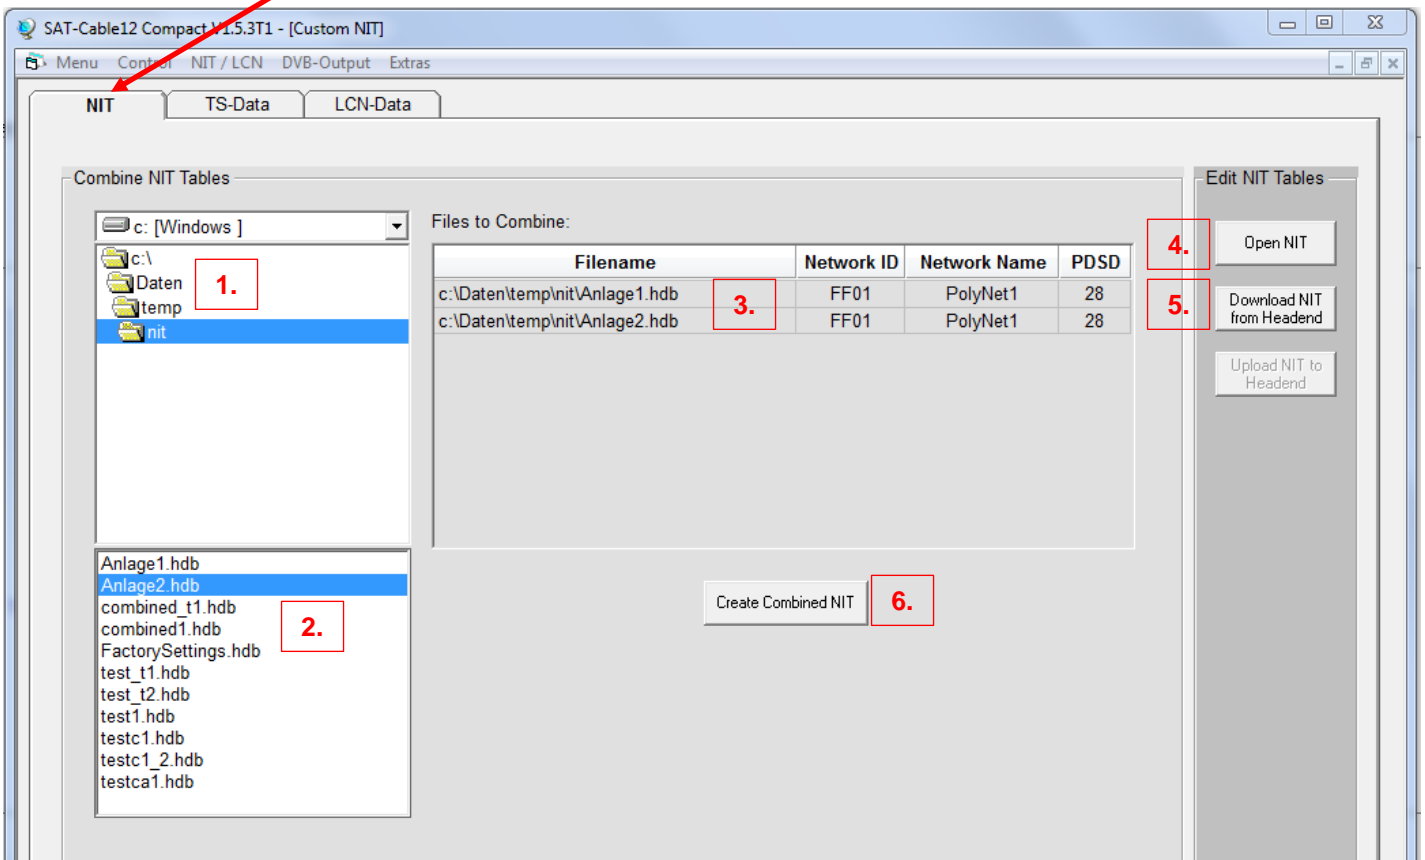 SAT-Cable12 Compact V1.5.3T1 - [Custom NIT]
Menu Control NIT / LCN DVB-Output Extras
NIT TS-Data LCN-Data
Combine NIT Tables
Edit NIT Tables
c: [Windows ]
Files to Combine:
4.
Open NIT
c:\
Daten
temp
nit
1.
Filename Network ID Network Name PDSD
c:\Daten\temp\nit\Anlage1.hdb FF01 PolyNet1 28
c:\Daten\temp\nit\Anlage2.hdb FF01 PolyNet1 28
3.
5.
Download NIT
from Headend
Upload NIT to
Headend
Anlage1.hdb
Anlage2.hdb
combined_t1.hdb
combined1.hdb
FactorySettings.hdb
test_t1.hdb
test_t2.hdb
test1.hdb
testc1.hdb
testc1_2.hdb
testca1.hdb
2.
Create Combined NIT
6.